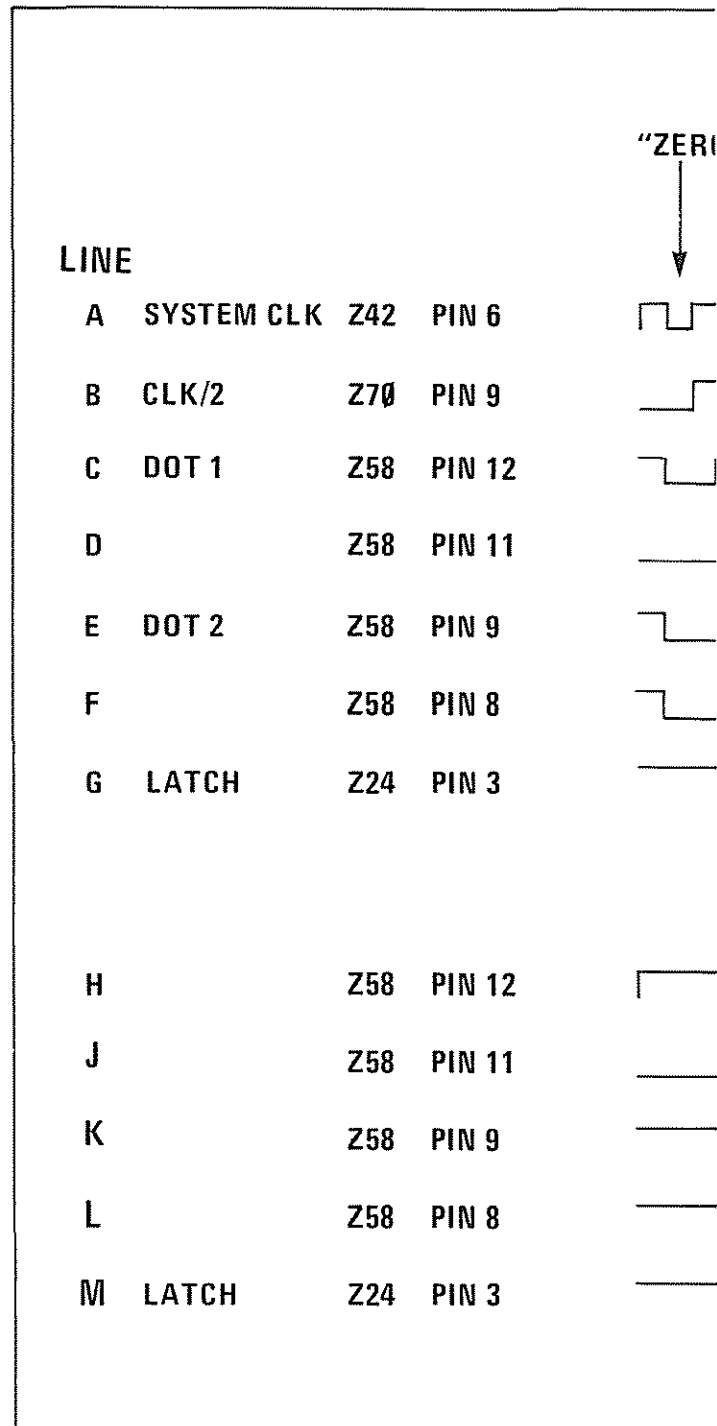 "ZER
LINE
A SYSTEM CLK Z42 PIN 6
B CLK/2 Z7Ø PIN 9
C DOT 1 Z58 PIN 12
D Z58 PIN 11
E DOT 2 Z58 PIN 9
F Z58 PIN 8
G LATCH Z24 PIN 3
H Z58 PIN 12
J Z58 PIN 11
K Z58 PIN 9
L Z58 PIN 8
M LATCH Z24 PIN 3